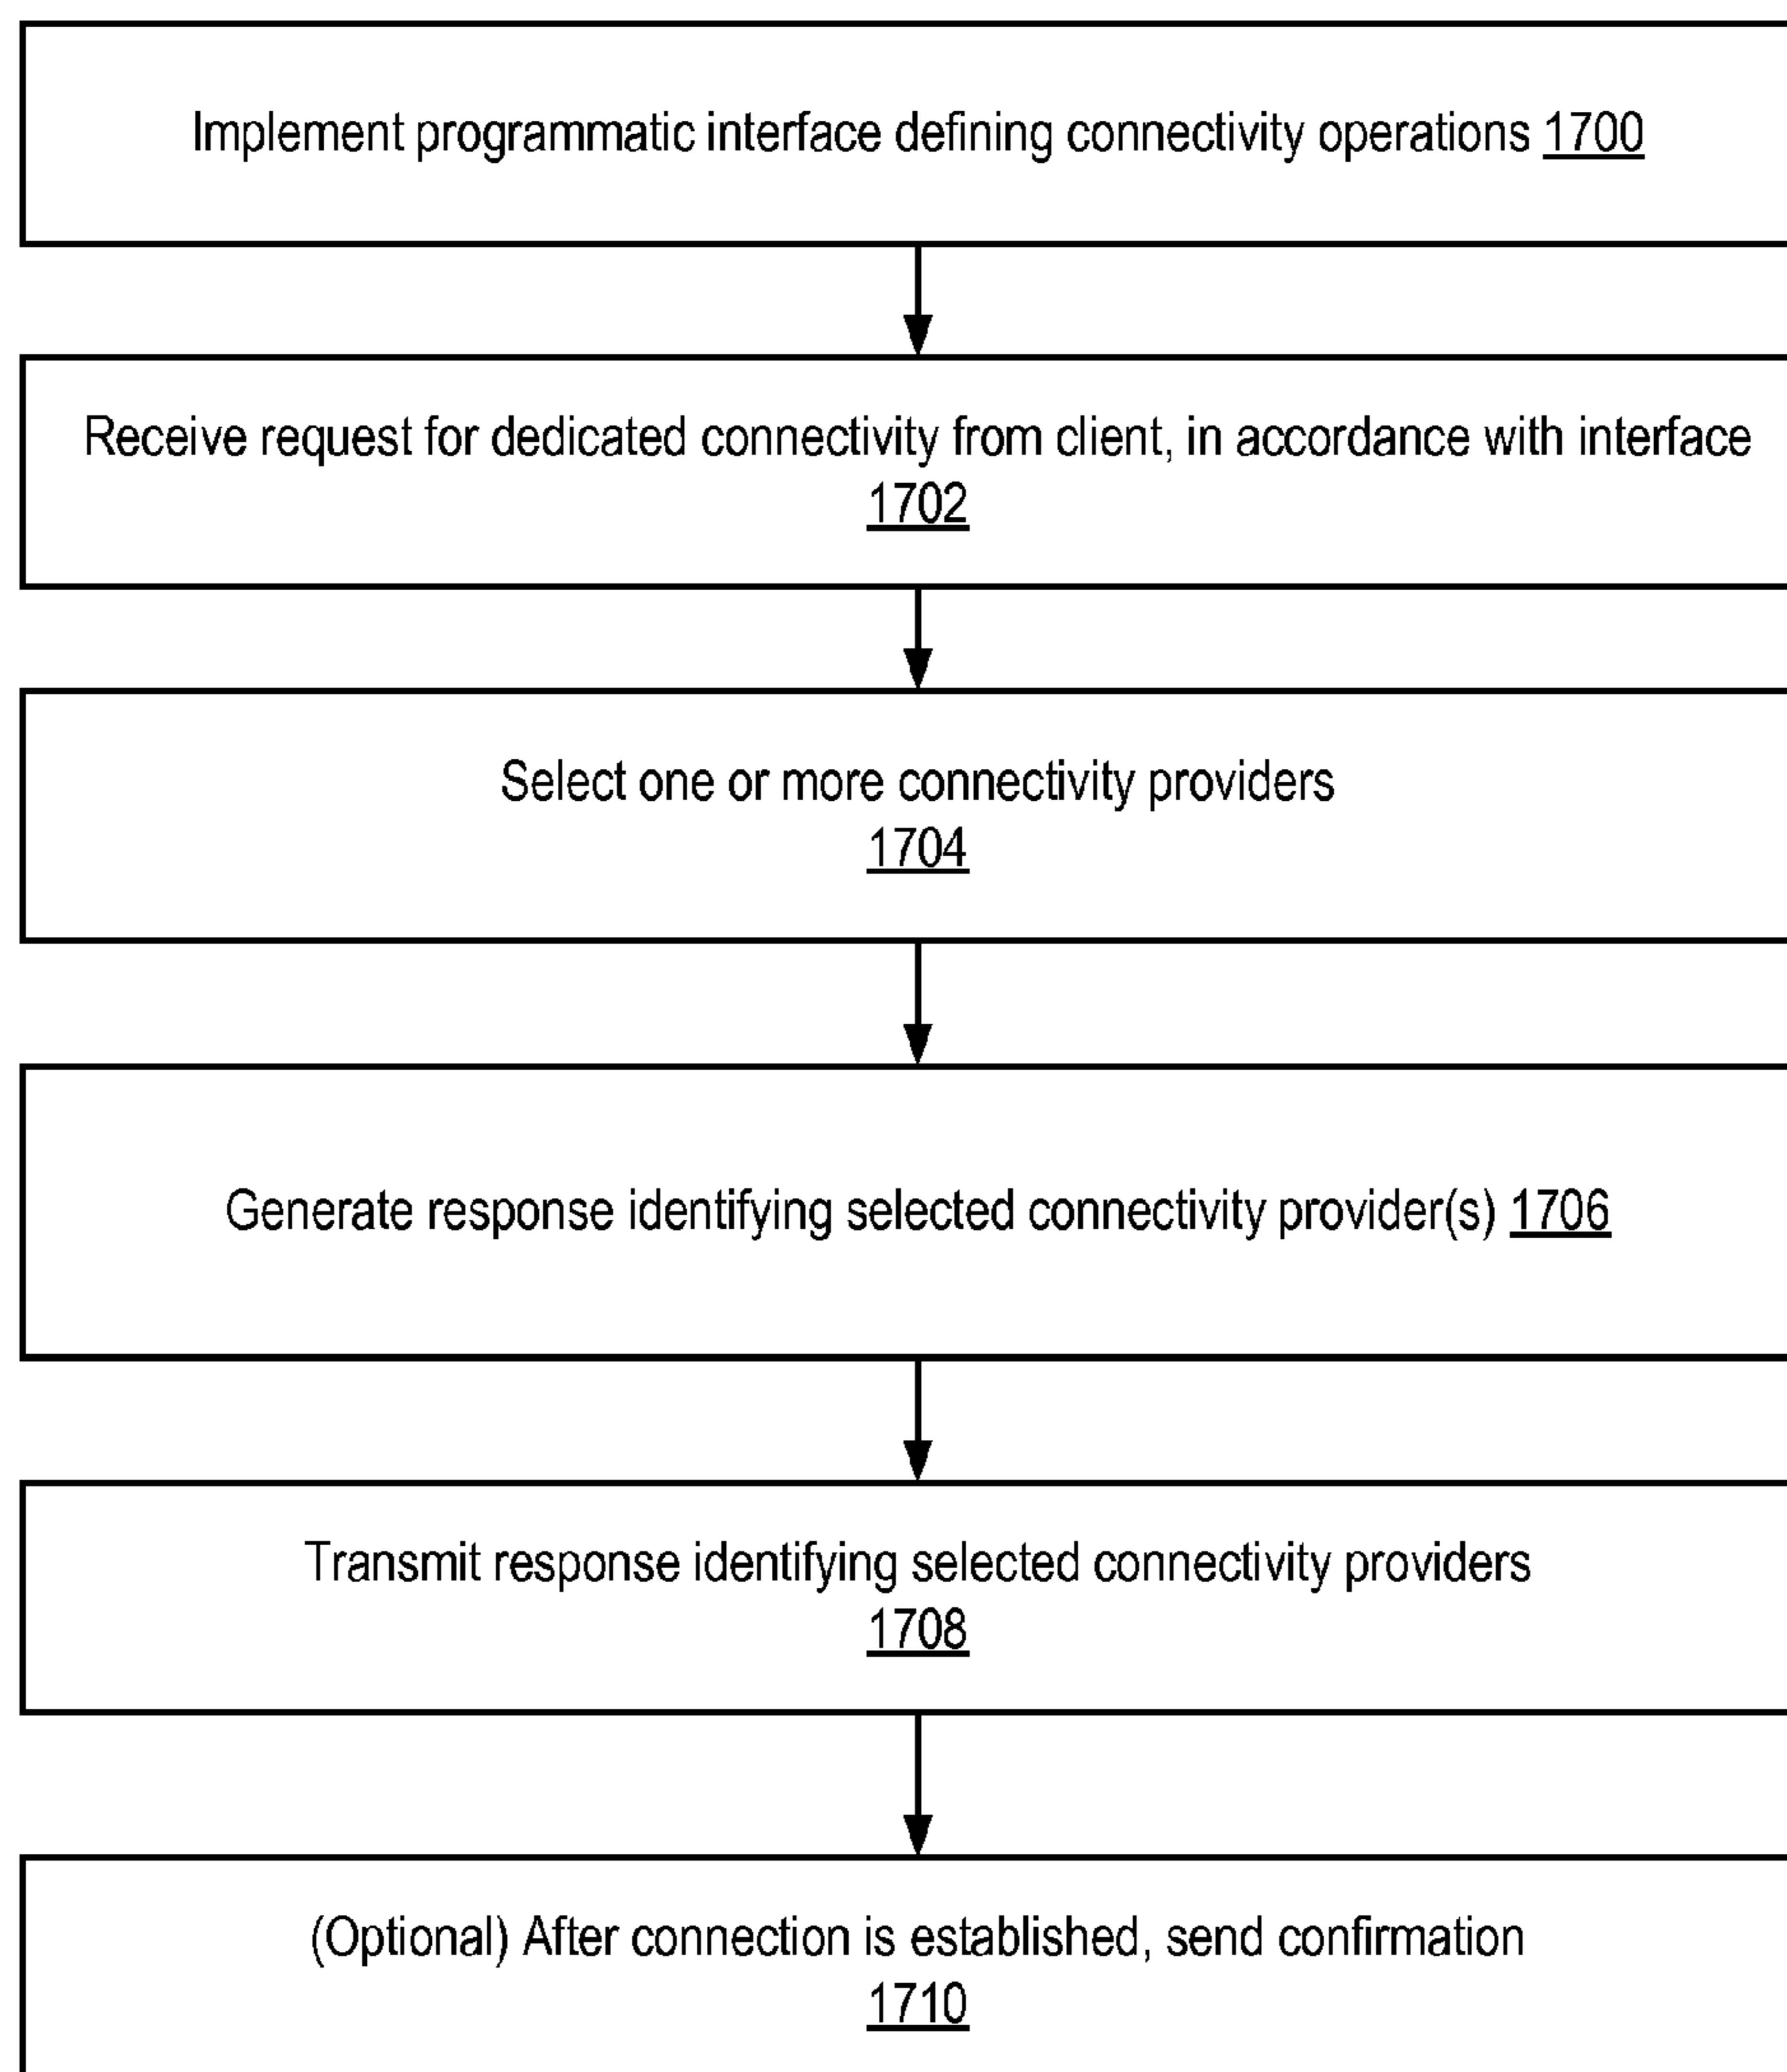 Implement programmatic interface defining connectivity operations 1700
Receive request for dedicated connectivity from client, in accordance with interface
1702
Select one or more connectivity providers
1704
Generate response identifying selected connectivity provider(s) 1706
Transmit response identifying selected connectivity providers
1708
(Optional) After connection is established, send confirmation
1710